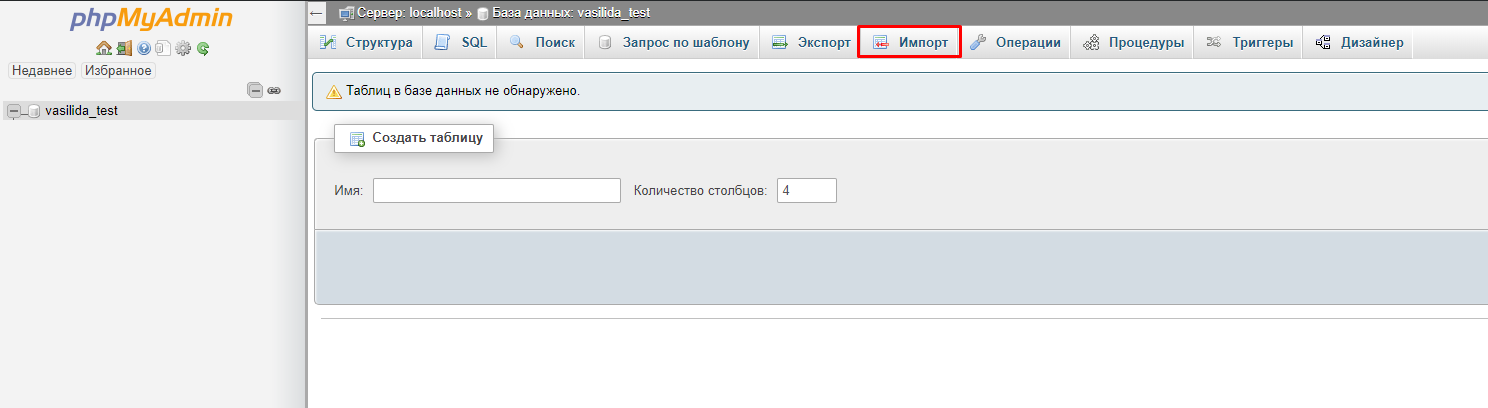 phpMyAdmin
Недавнее Избранное
vasilida_test
Сервер: localhost » База данных: vasilida_test
Структура SQL Поиск Запрос по шаблону Экспорт Импорт Операции Процедуры Триггеры Дизайнер
Таблиц в базе данных не обнаружено.
Создать таблицу
Имя: Количество столбцов: 4